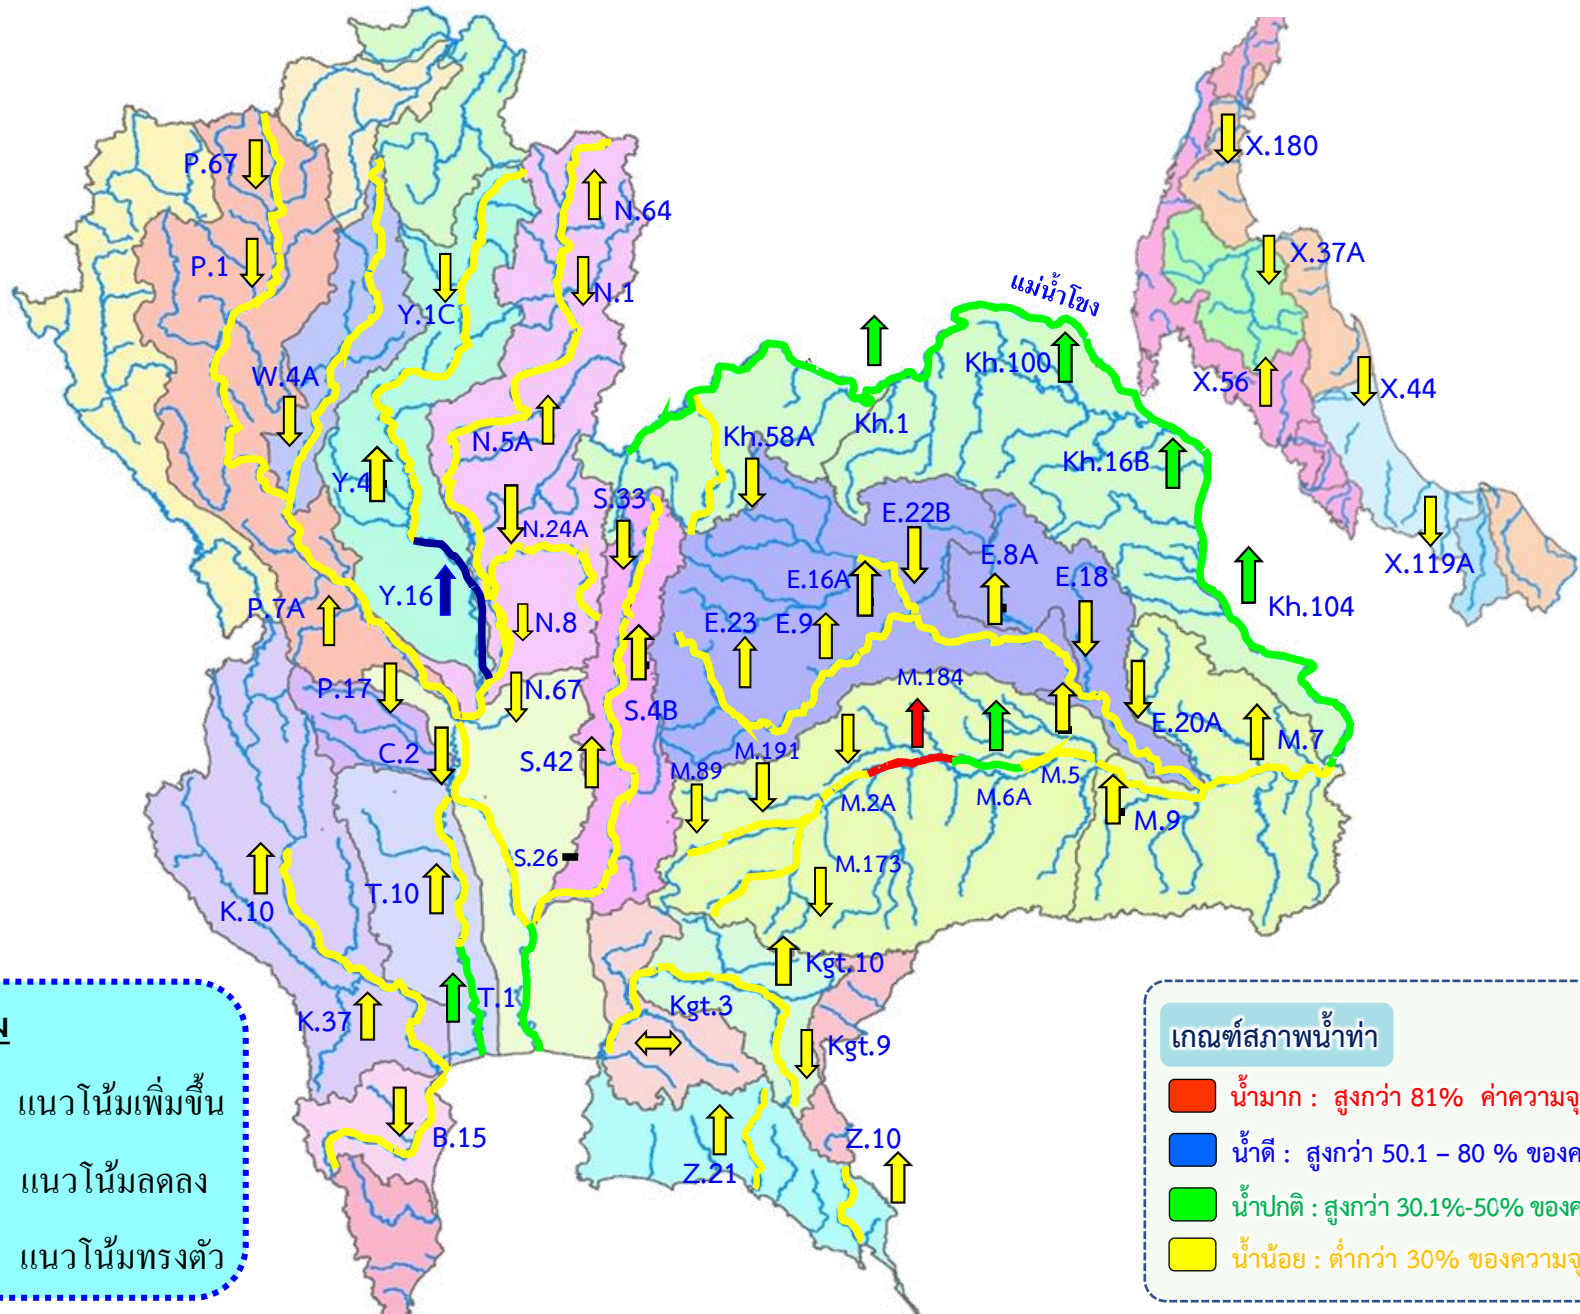 P.67
P.1
W.4A
Y.1C
N.64
N.1
N.5A
Y.4
N.24A
Y.16
N.8
P.7A
P.17
N.67
C.2
S.33
S.4B
S.42
S.26
K.10
T.10
K.37
T.1
B.15
แม่น้ำโขง
Kh.100
Kh.1
Kh.58A
Kh.16B
Kh.104
E.22B
E.16A
E.8A
E.18
E.23
E.9
E.20A
M.184
M.191
M.89
M.2A
M.6A
M.5
M.9
M.7
M.173
Kgt.10
Kgt.3
Kgt.9
Z.21
Z.10
X.180
X.37A
X.56
X.44
X.119A
แนวโน้มเพิ่มขึ้น
แนวโน้มลดลง
แนวโน้มทรงตัว
เกณฑ์สภาพน้ำท่า
น้ำมาก : สูงกว่า 81% ค่าความจุ
น้ำดี : สูงกว่า 50.1 – 80 % ของค
น้ำปกติ : สูงกว่า 30.1%-50% ของค
น้ำน้อย : ต่ำกว่า 30% ของความจุ